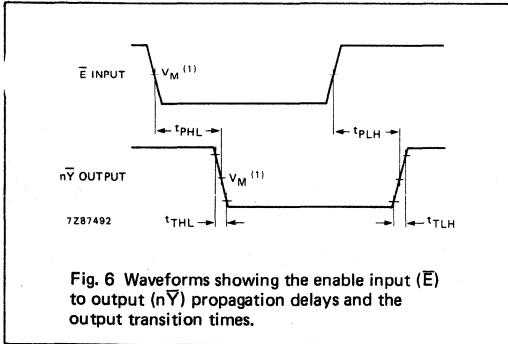 E̅ INPUT
V_M (1)
t_PHL
t_PLH
nY̅ OUTPUT
V_M (1)
7Z87492
t_THL
t_TLH
Fig. 6 Waveforms showing the enable input (E̅)
to output (nY̅) propagation delays and the
output transition times.